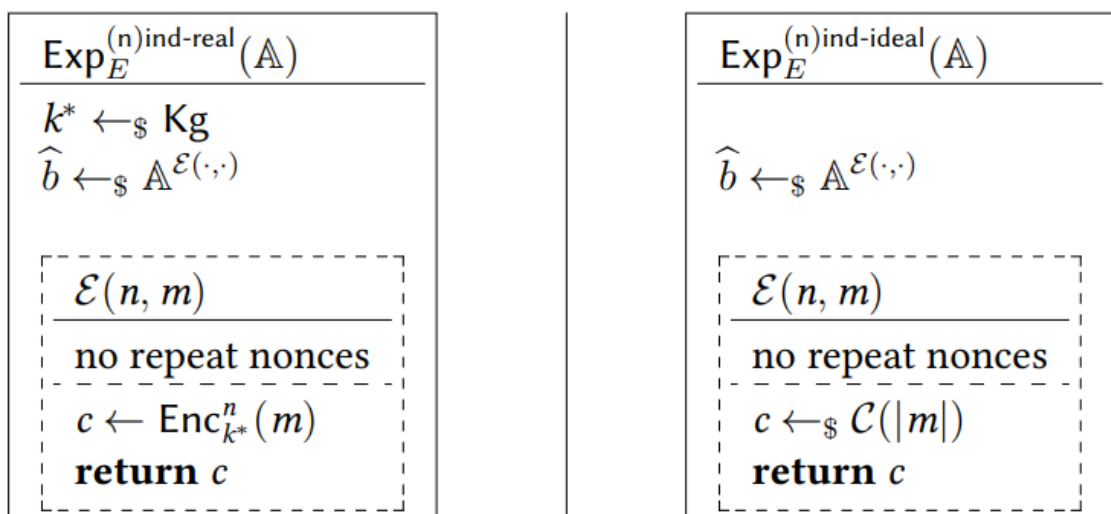 Exp_E^{(n)ind-real}(𝔸)
k* ←$ Kg
b̂ ←$ 𝔸^{ℰ(·,·)}
ℰ(n, m)
no repeat nonces
c ← Enc_{k*}^n(m)
return c
Exp_E^{(n)ind-ideal}(𝔸)
b̂ ←$ 𝔸^{ℰ(·,·)}
ℰ(n, m)
no repeat nonces
c ←$ 𝒞(|m|)
return c